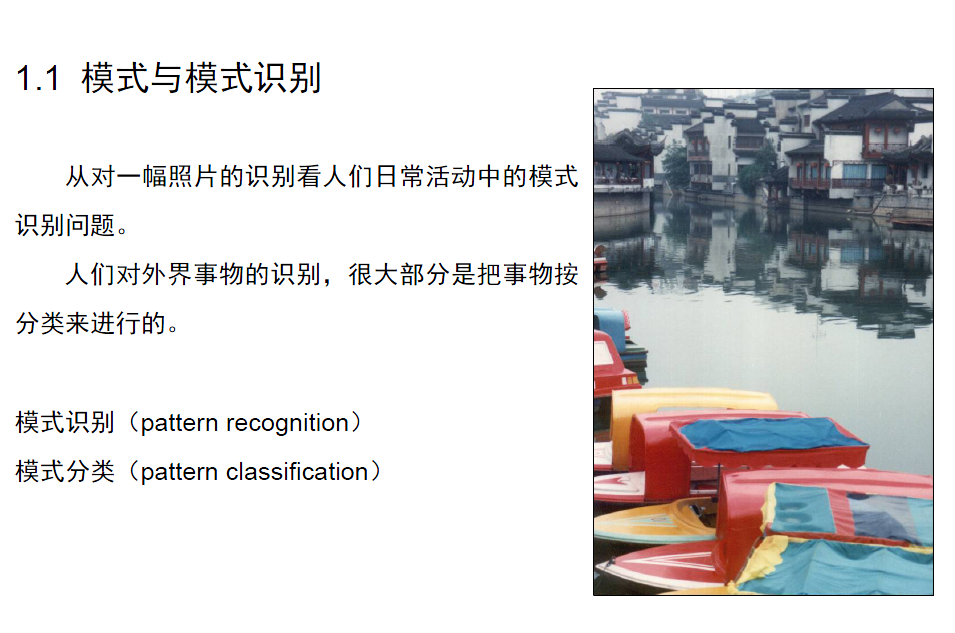 1.1 模式与模式识别
从对一幅照片的识别看人们日常活动中的模式
识别问题。
人们对外界事物的识别，很大部分是把事物按
分类来进行的。
模式识别（pattern recognition）
模式分类（pattern classification）